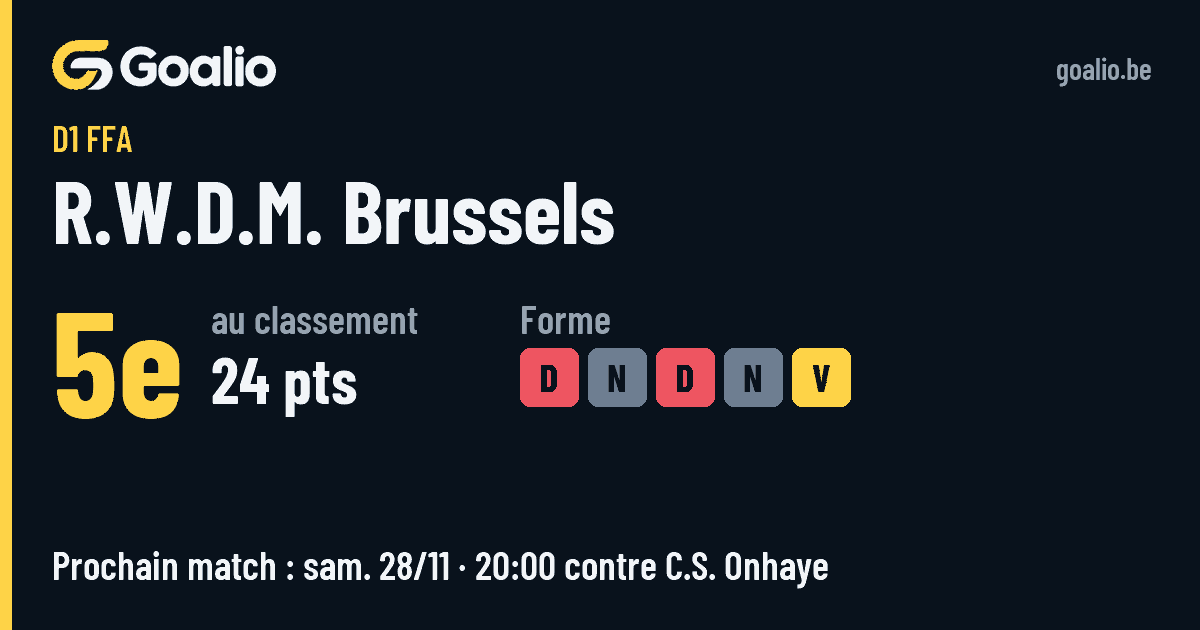 Goalio
goalio.be
D1 FFA
R.W.D.M. Brussels
5e
au classement
24 pts
Forme
D N D N V
Prochain match : sam. 28/11 · 20:00 contre C.S. Onhaye